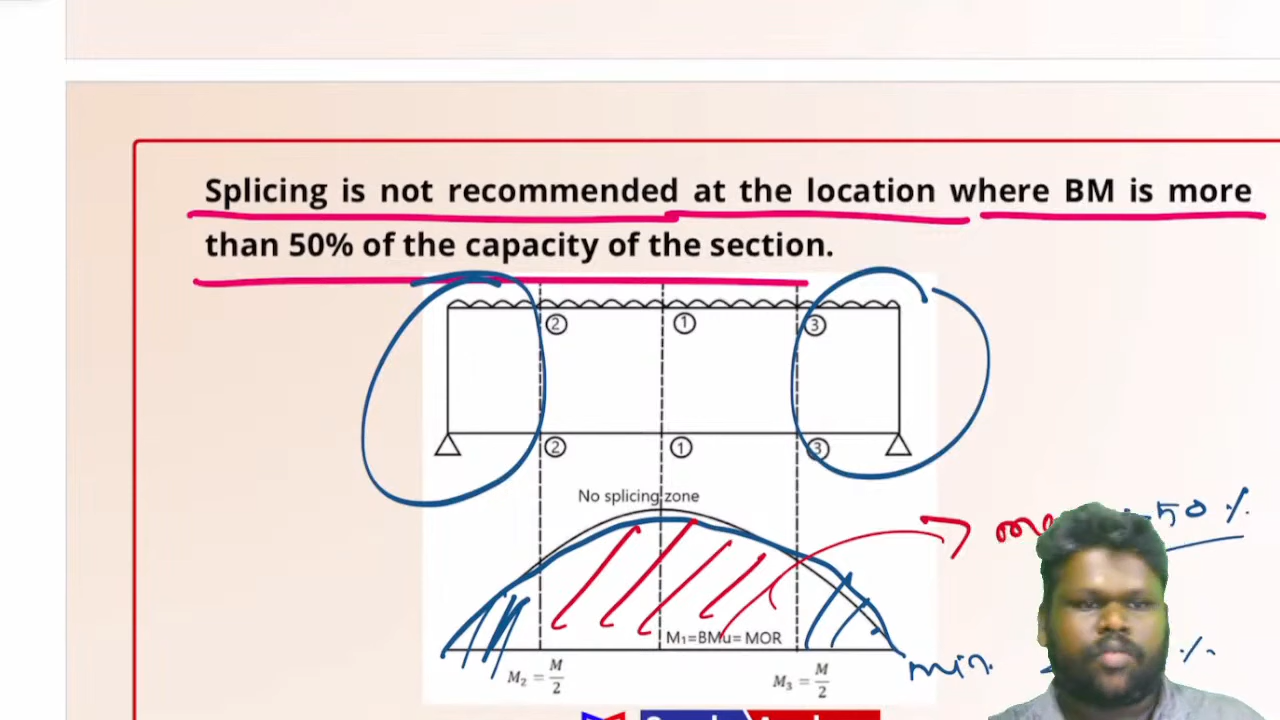 Splicing is not recommended at the location where BM is more
than 50% of the capacity of the section.
② ① ③
② ① ③
No splicing zone
50 %
M₁=BMu= MOR
min. %
M₂ = M/2 M₃ = M/2